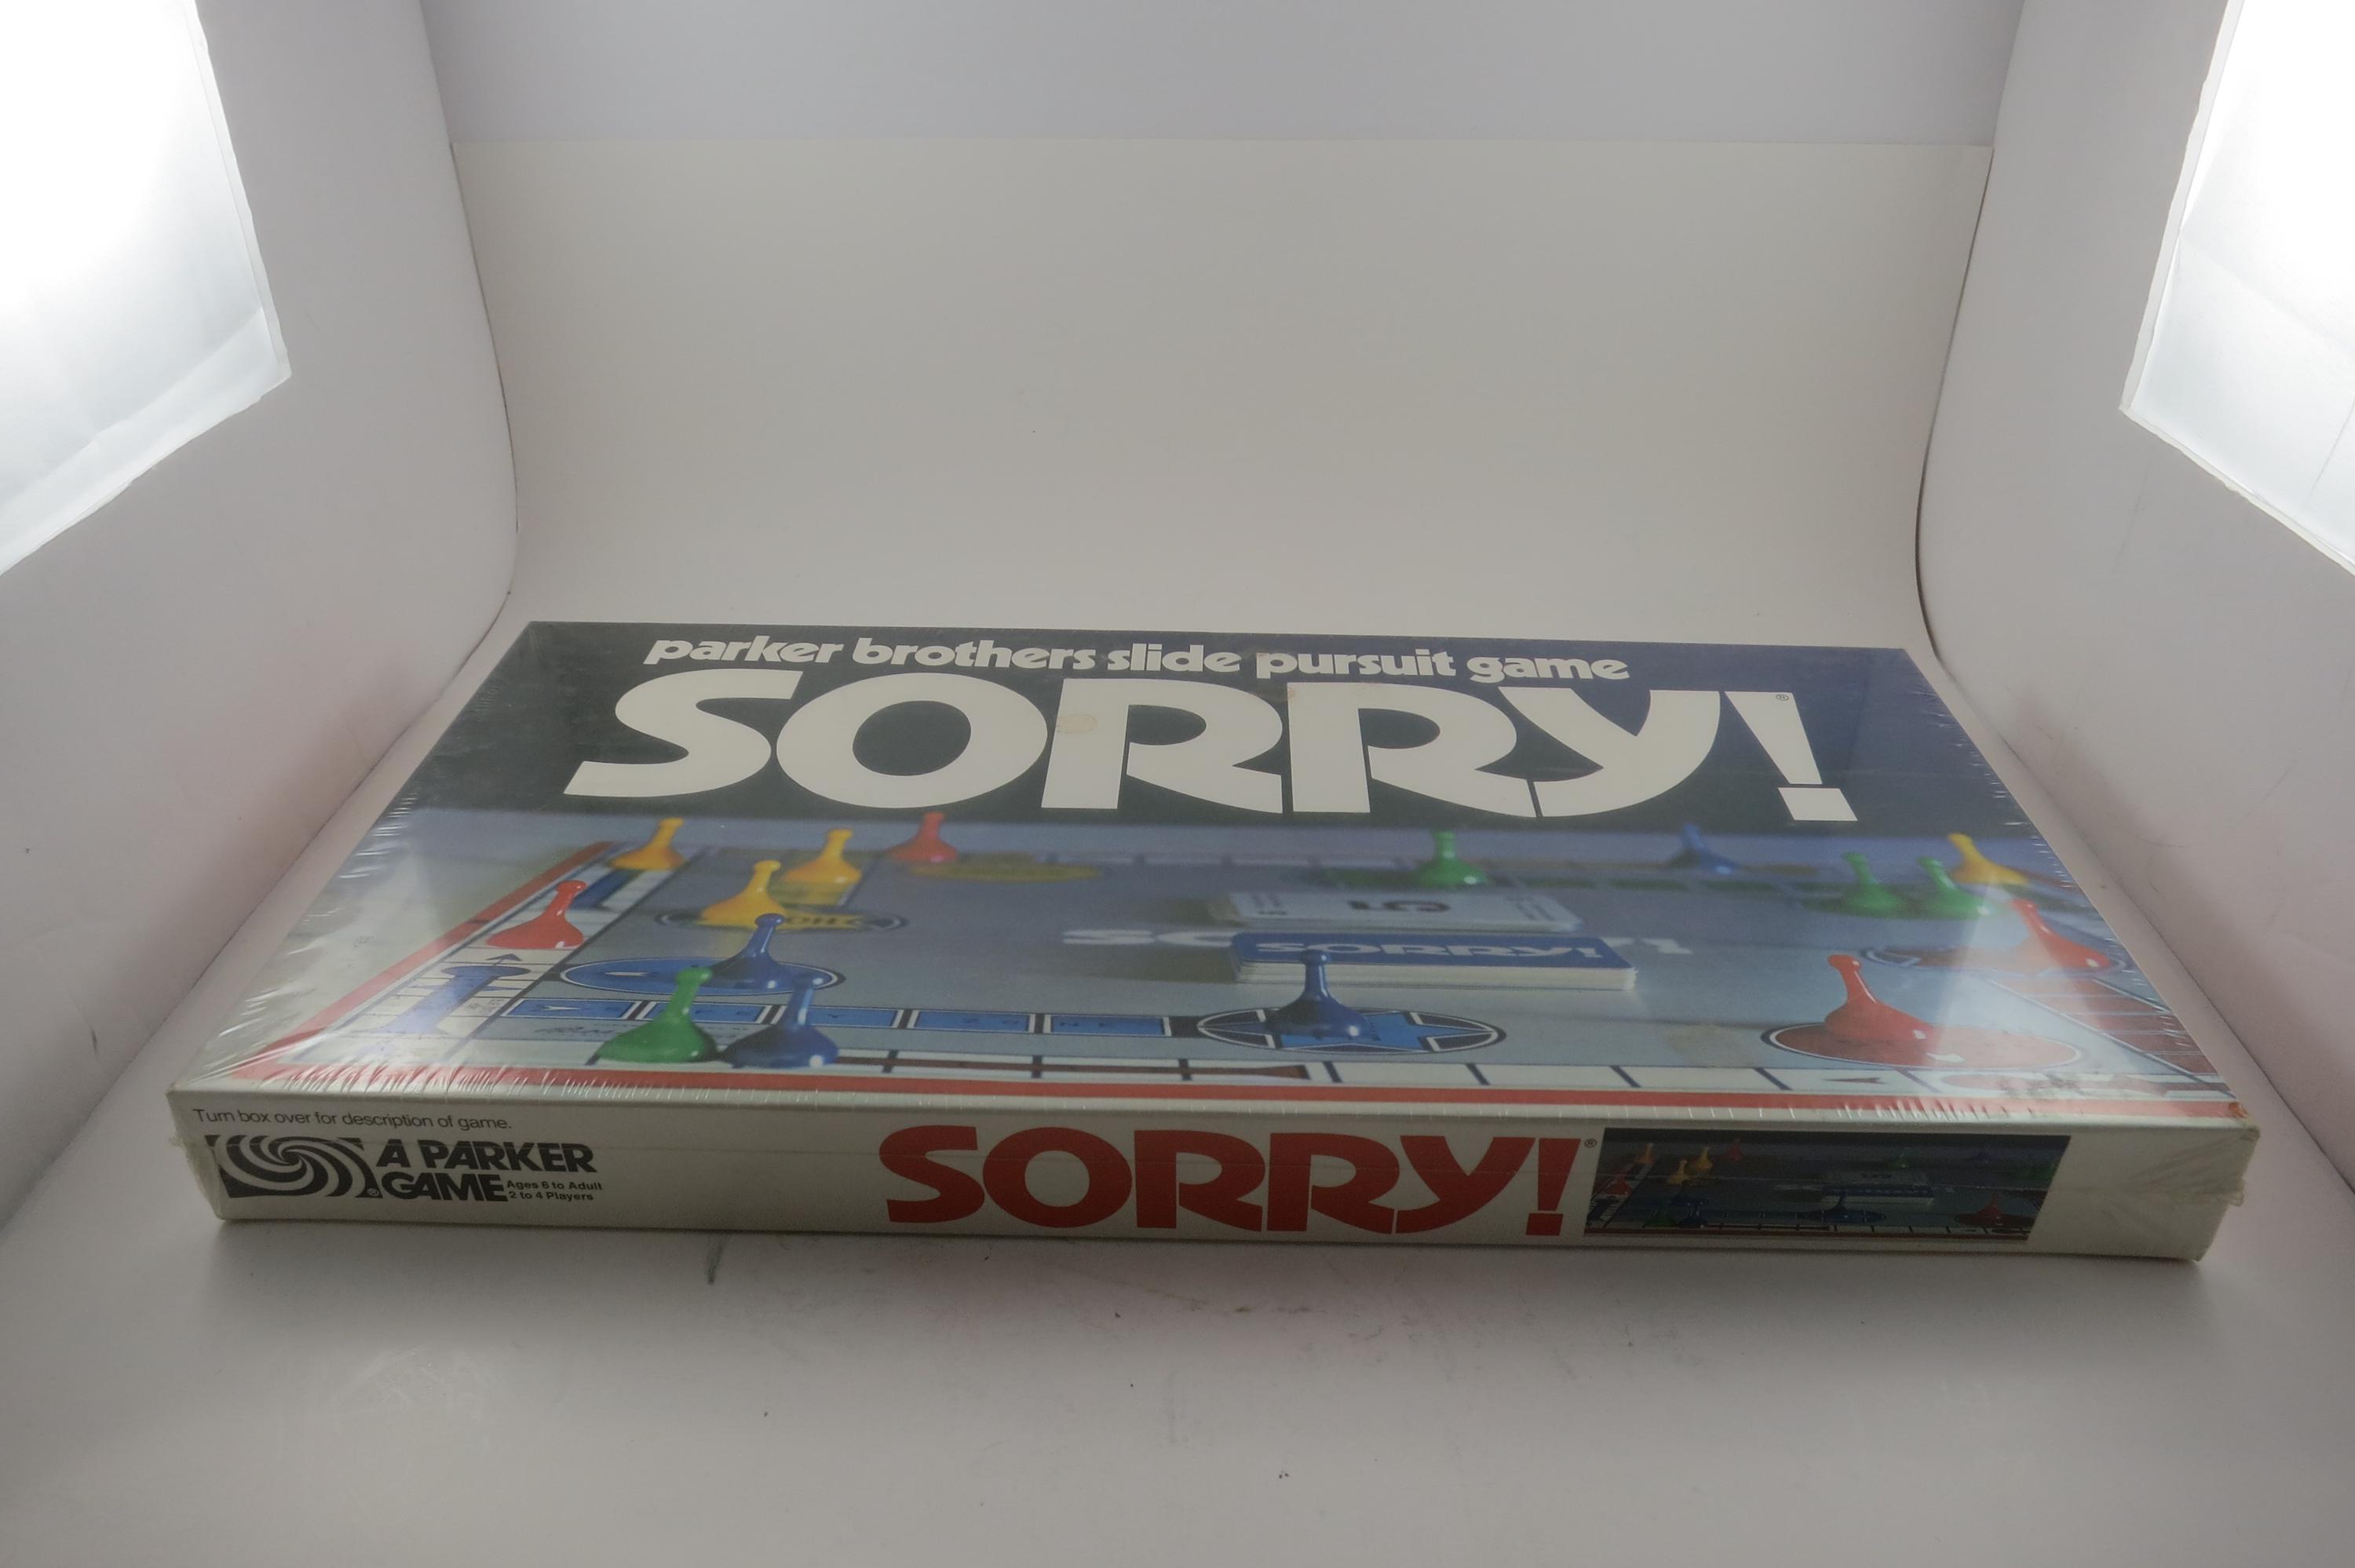 parker brothers slide pursuit game
SORRY!®
5
SORRY!
Turn box over for description of game.
A PARKER
GAME
Ages 6 to Adult
2 to 4 Players
SORRY!®